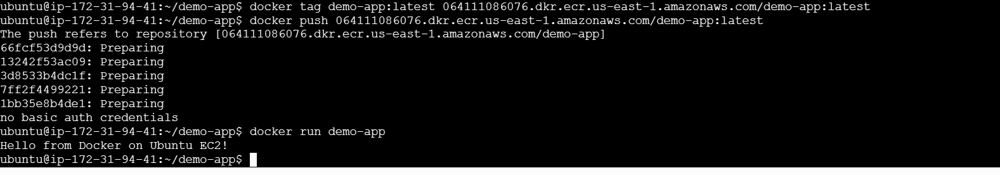 ubuntu@ip-172-31-94-41:~/demo-app$ docker tag demo-app:latest 064111086076.dkr.ecr.us-east-1.amazonaws.com/demo-app:latest
ubuntu@ip-172-31-94-41:~/demo-app$ docker push 064111086076.dkr.ecr.us-east-1.amazonaws.com/demo-app:latest
The push refers to repository [064111086076.dkr.ecr.us-east-1.amazonaws.com/demo-app]
66fcf53d9d9d: Preparing
13242f53ac09: Preparing
3d8533b4dc1f: Preparing
7ff2f4499221: Preparing
1bb35e8b4de1: Preparing
no basic auth credentials
ubuntu@ip-172-31-94-41:~/demo-app$ docker run demo-app
Hello from Docker on Ubuntu EC2!
ubuntu@ip-172-31-94-41:~/demo-app$